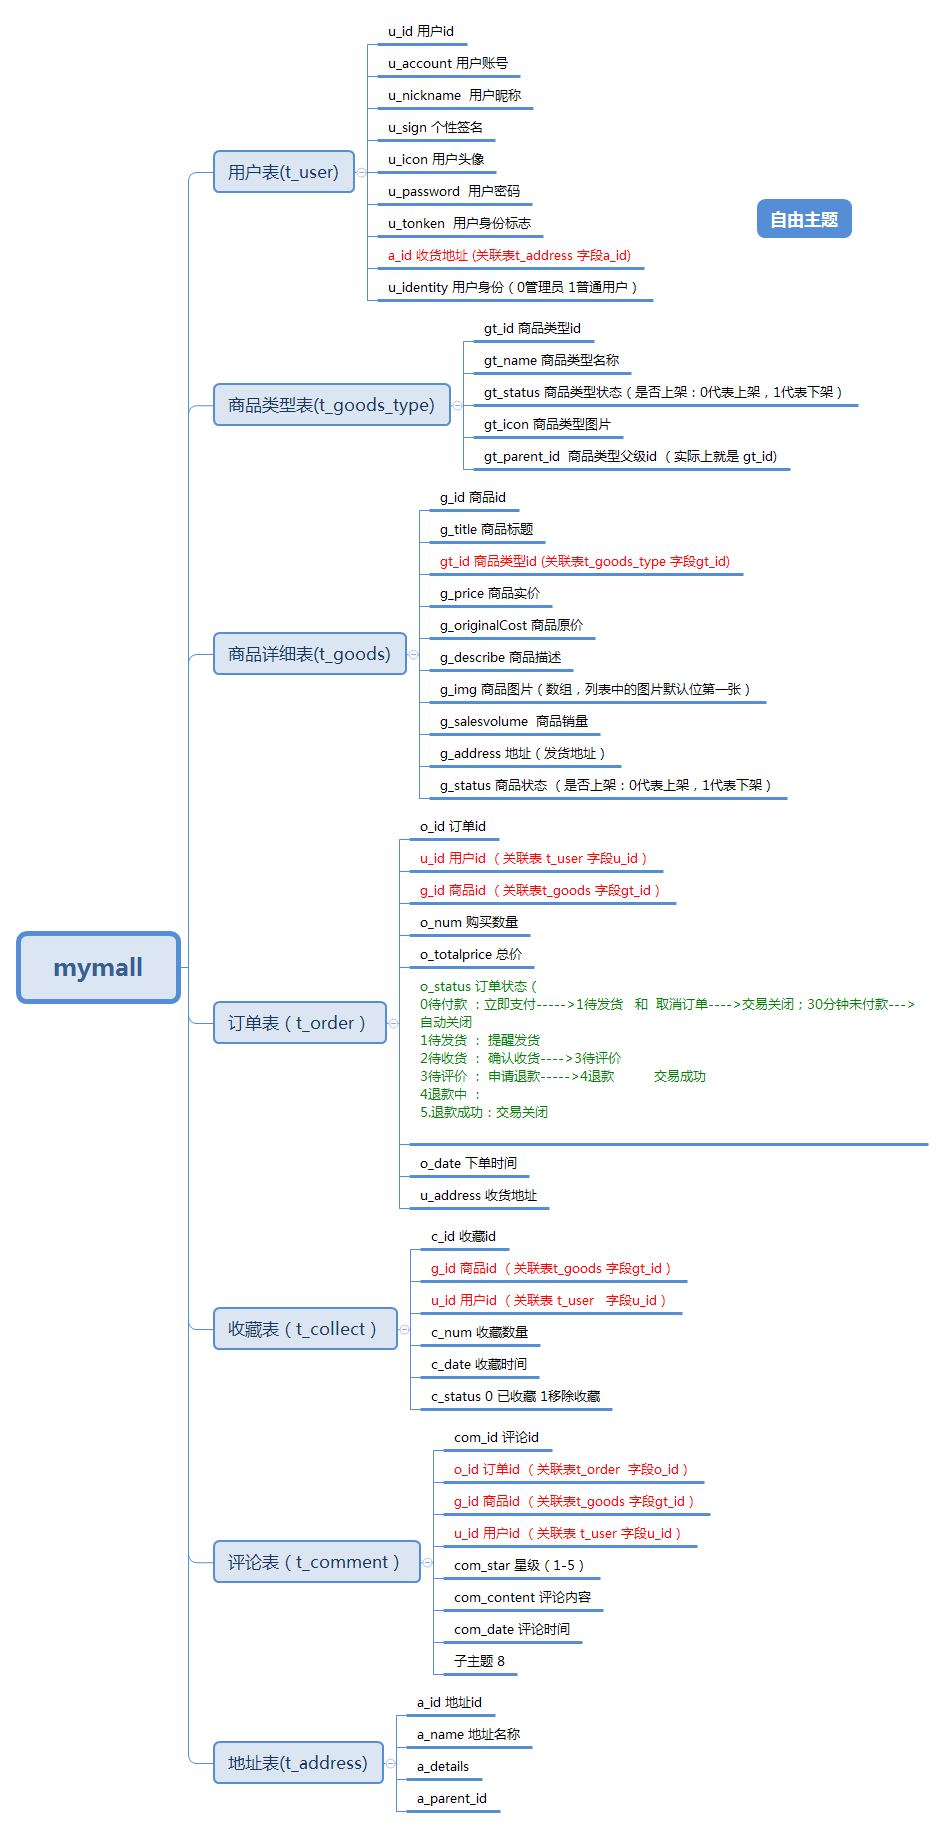 mymall
自由主题
用户表(t_user)
u_id 用户id
u_account 用户账号
u_nickname  用户昵称
u_sign 个性签名
u_icon 用户头像
u_password  用户密码
u_tonken  用户身份标志
a_id 收货地址 (关联表t_address 字段a_id)
u_identity 用户身份（0管理员 1普通用户）
商品类型表(t_goods_type)
gt_id 商品类型id
gt_name 商品类型名称
gt_status 商品类型状态（是否上架：0代表上架，1代表下架）
gt_icon 商品类型图片
gt_parent_id  商品类型父级id （实际上就是 gt_id)
商品详细表(t_goods)
g_id 商品id
g_title 商品标题
gt_id 商品类型id (关联表t_goods_type 字段gt_id)
g_price 商品实价
g_originalCost 商品原价
g_describe 商品描述
g_img 商品图片（数组，列表中的图片默认位第一张）
g_salesvolume  商品销量
g_address 地址（发货地址）
g_status 商品状态 （是否上架：0代表上架，1代表下架）
订单表（t_order）
o_id 订单id
u_id 用户id （关联表 t_user 字段u_id）
g_id 商品id （关联表t_goods 字段gt_id）
o_num 购买数量
o_totalprice 总价
o_status 订单状态（
0待付款 ：立即支付----->1待发货   和  取消订单---->交易关闭；30分钟未付款--->
自动关闭
1待发货 ： 提醒发货
2待收货 ： 确认收货---->3待评价
3待评价 ： 申请退款----->4退款          交易成功
4退款中 ：
5.退款成功：交易关闭
o_date 下单时间
u_address 收货地址
收藏表（t_collect）
c_id 收藏id
g_id 商品id （关联表t_goods 字段gt_id）
u_id 用户id （关联表 t_user   字段u_id）
c_num 收藏数量
c_date 收藏时间
c_status 0 已收藏 1移除收藏
评论表（t_comment）
com_id 评论id
o_id 订单id （关联表t_order  字段o_id）
g_id 商品id （关联表t_goods 字段gt_id）
u_id 用户id （关联表 t_user 字段u_id）
com_star 星级（1-5）
com_content 评论内容
com_date 评论时间
子主题 8
地址表(t_address)
a_id 地址id
a_name 地址名称
a_details
a_parent_id